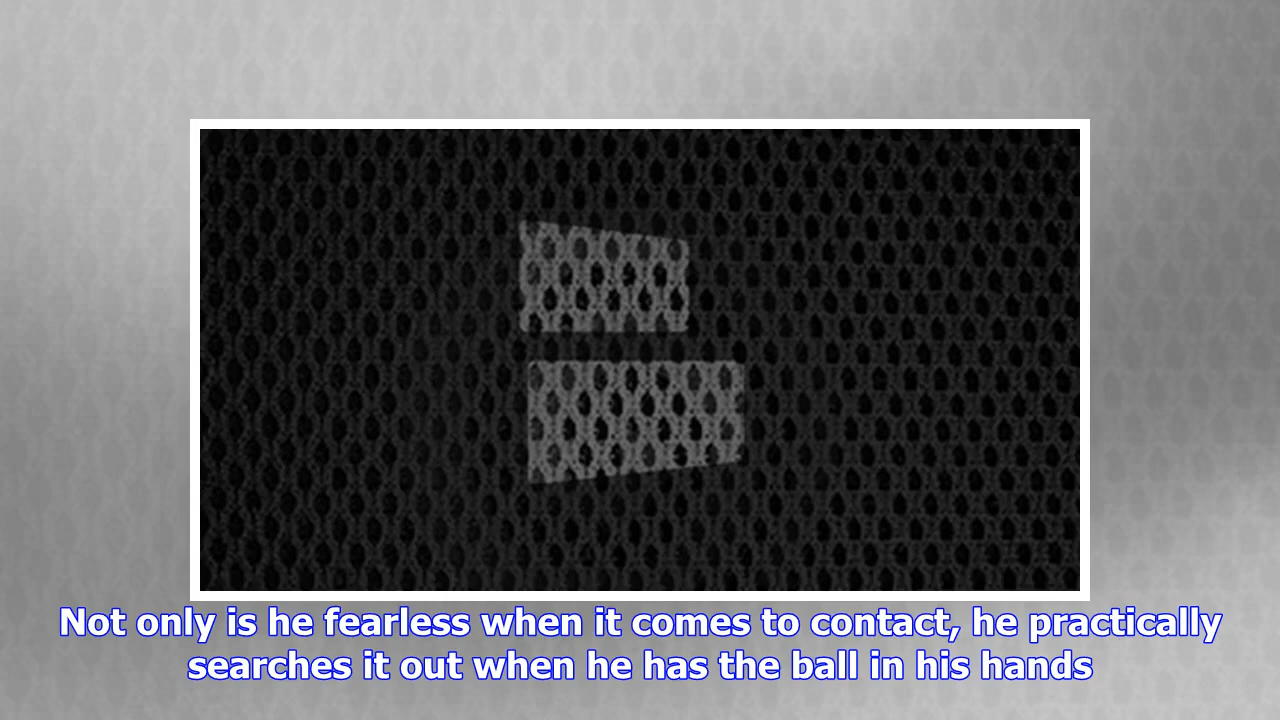 Not only is he fearless when it comes to contact, he practically
searches it out when he has the ball in his hands